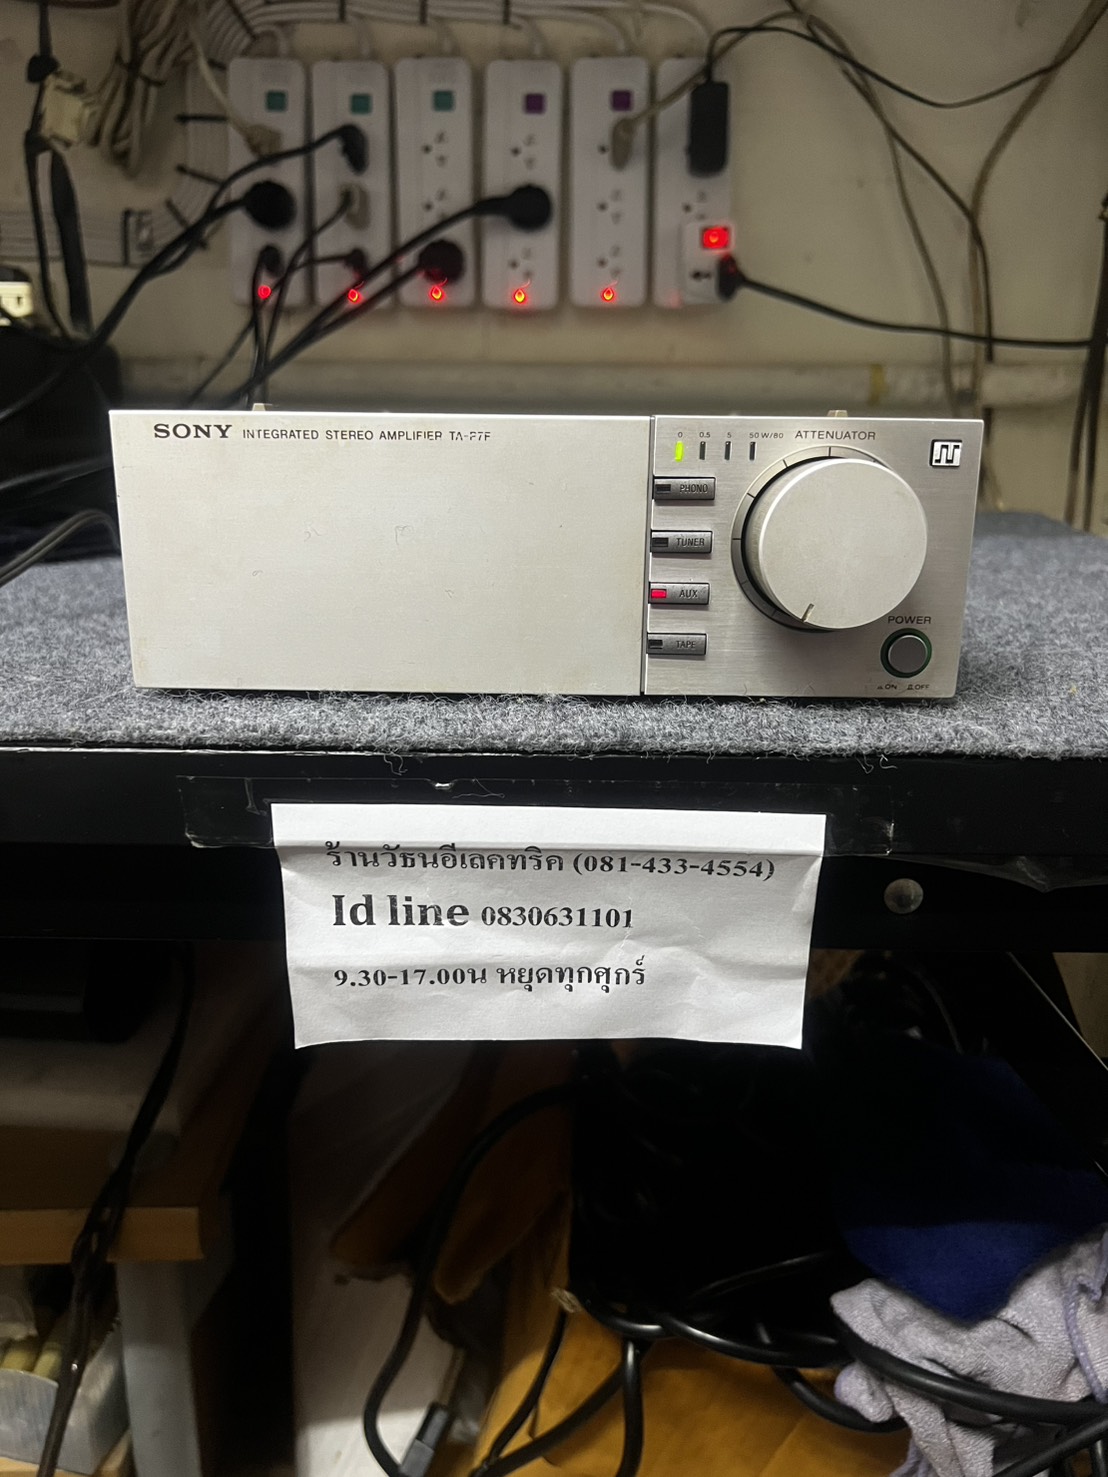 SONY INTEGRATED STEREO AMPLIFIER TA-P7F
0 0.5 5 50 W/8Ω ATTENUATOR
PHONO
TUNER
AUX
TAPE
POWER
ON OFF
ร้านวัธนอีเลคทริค (081-433-4554)
Id line 0830631101
9.30-17.00น หยุดทุกศุกร์